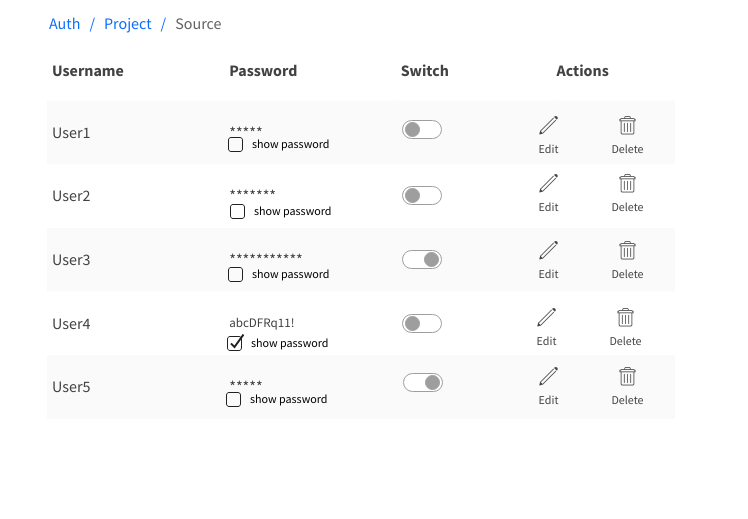 Auth / Project / Source
Username Password Switch Actions
User1 *****
show password
Edit Delete
User2 *******
show password
Edit Delete
User3 ***********
show password
Edit Delete
User4 abcDFRq11!
show password
Edit Delete
User5 *****
show password
Edit Delete